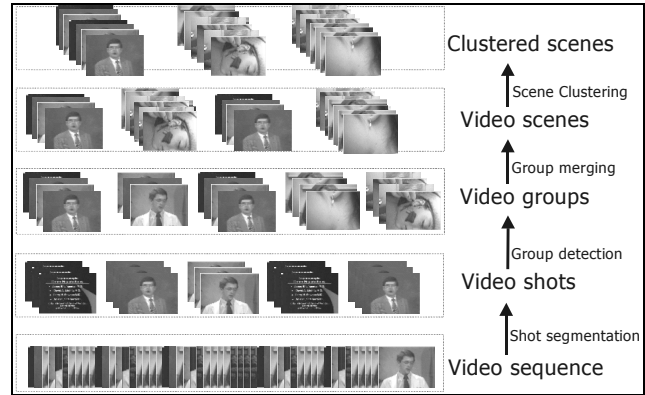 Clustered scenes
Scene Clustering
Video scenes
Group merging
Video groups
Group detection
Video shots
Shot segmentation
Video sequence